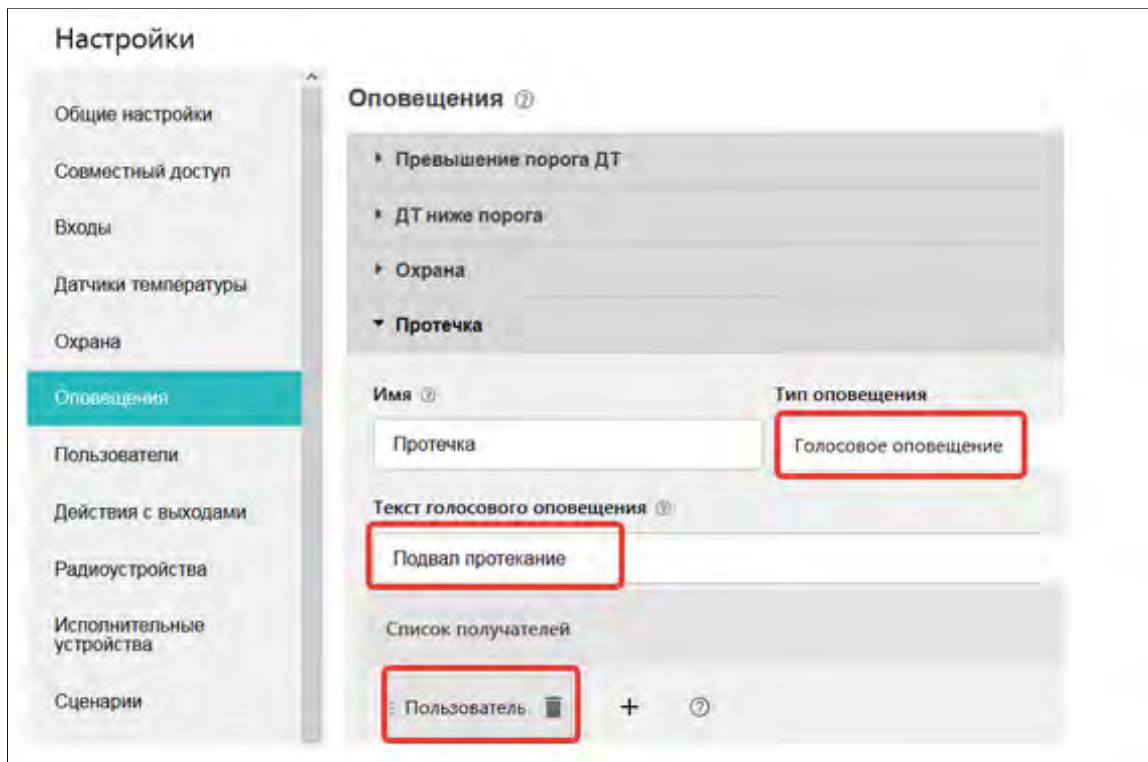 Настройки
Общие настройки
Совместный доступ
Входы
Датчики температуры
Охрана
Оповещения
Пользователи
Действия с выходами
Радиоустройства
Исполнительные
устройства
Сценарии
Оповещения ?
Превышение порога ДТ
ДТ ниже порога
Охрана
Протечка
Имя ?
Тип оповещения
Протечка
Голосовое оповещение
Текст голосового оповещения ?
Подвал протекание
Список получателей
Пользователь + ?